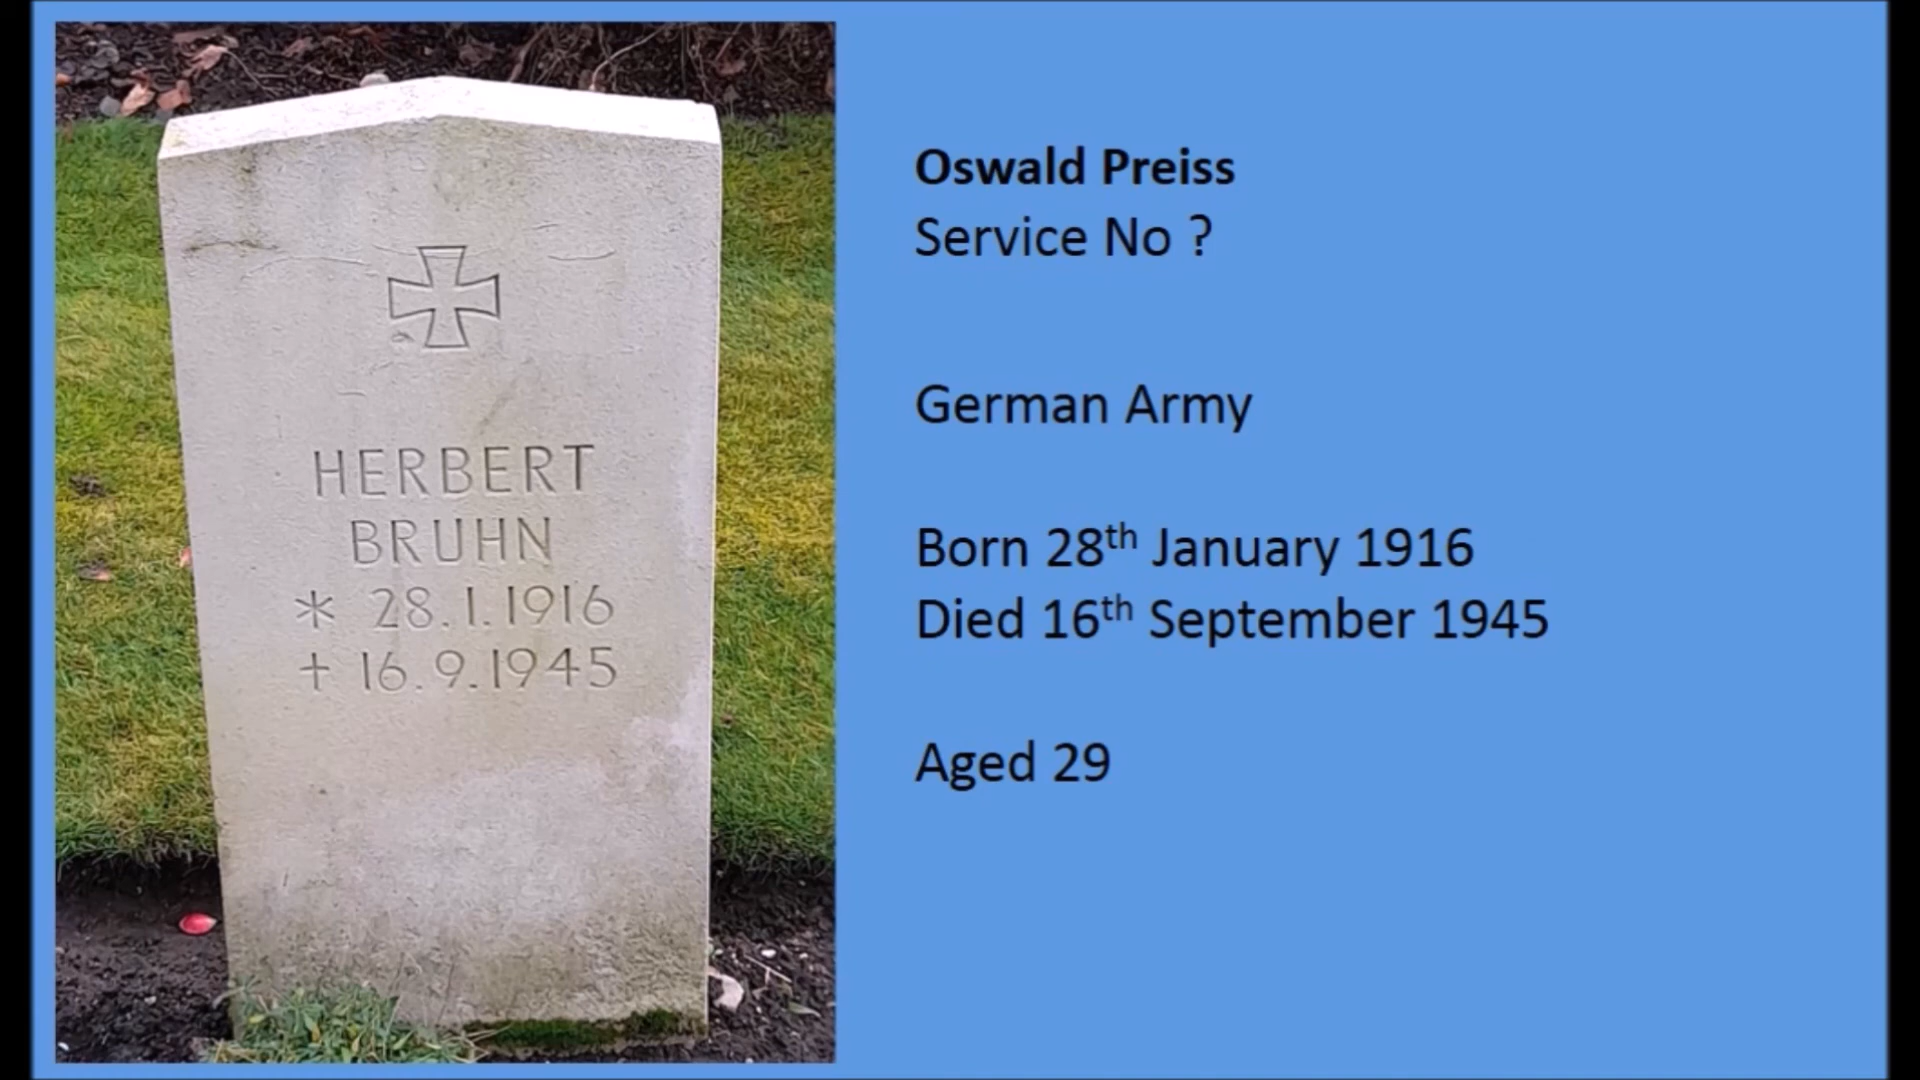 HERBERT
BRUHN
* 28.1.1916
† 16.9.1945
Oswald Preiss
Service No ?
German Army
Born 28th January 1916
Died 16th September 1945
Aged 29